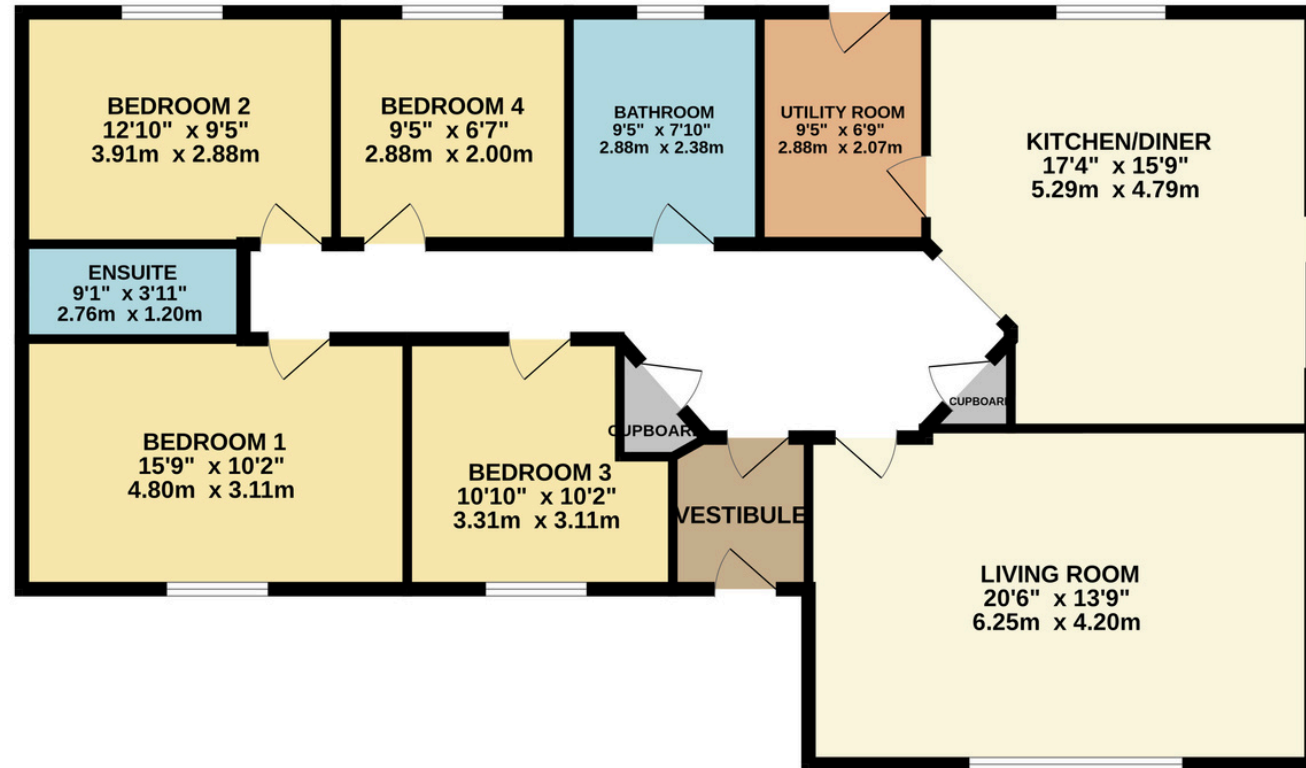 BEDROOM 2
12'10" x 9'5"
3.91m x 2.88m
BEDROOM 4
9'5" x 6'7"
2.88m x 2.00m
BATHROOM
9'5" x 7'10"
2.88m x 2.38m
UTILITY ROOM
9'5" x 6'9"
2.88m x 2.07m
KITCHEN/DINER
17'4" x 15'9"
5.29m x 4.79m
ENSUITE
9'1" x 3'11"
2.76m x 1.20m
BEDROOM 1
15'9" x 10'2"
4.80m x 3.11m
BEDROOM 3
10'10" x 10'2"
3.31m x 3.11m
CUPBOARD
CUPBOARD
VESTIBULE
LIVING ROOM
20'6" x 13'9"
6.25m x 4.20m